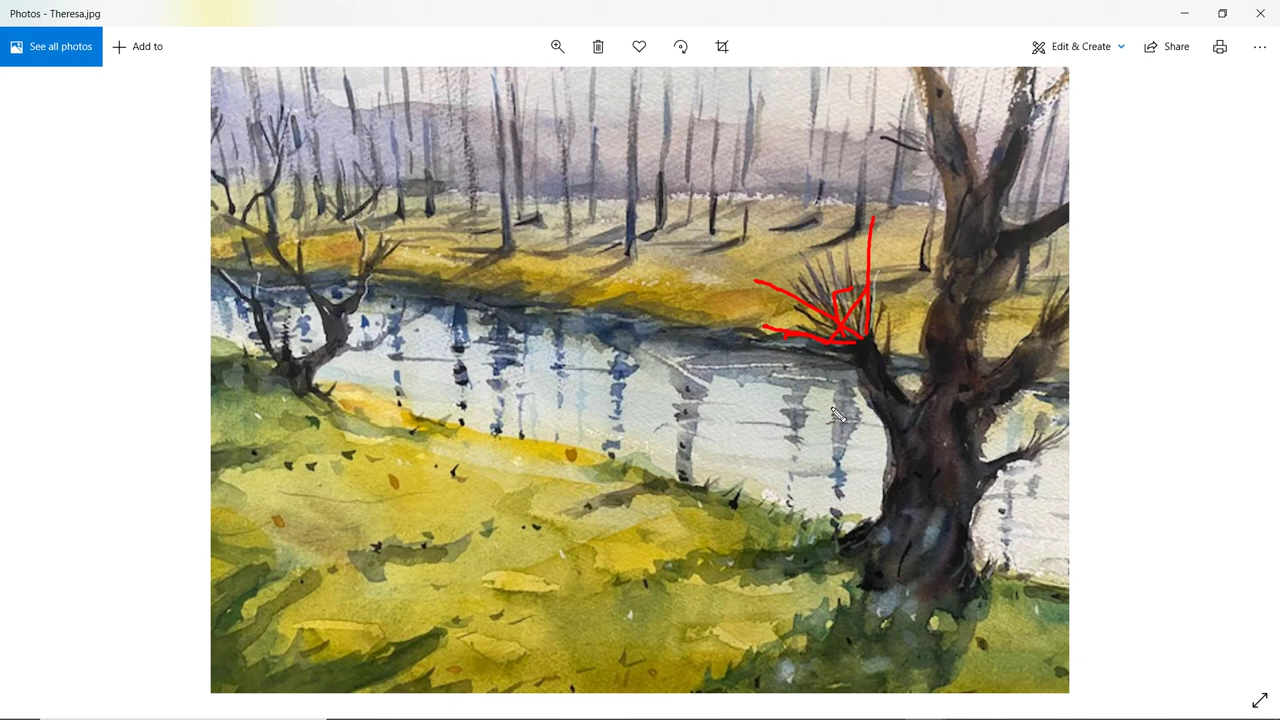 Photos - Theresa.jpg
See all photos
Add to
Edit & Create
Share